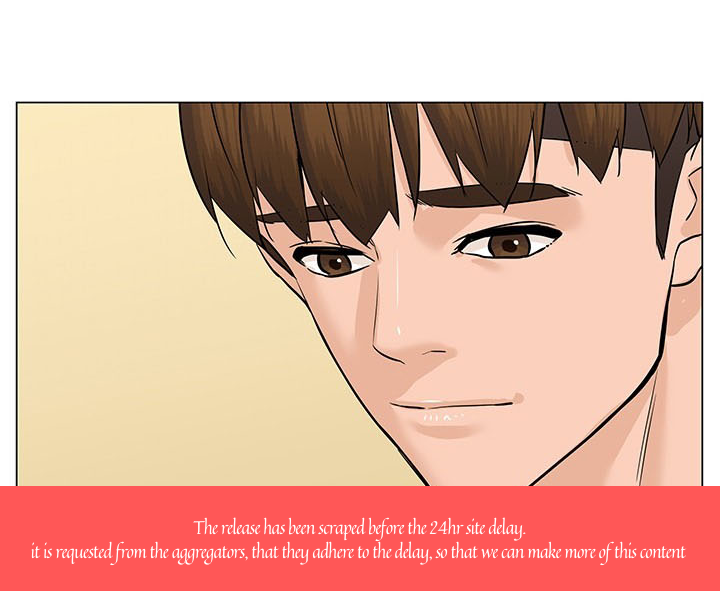 The release has been scraped before the 24hr site delay.
it is requested from the aggregators, that they adhere to the delay, so that we can make more of this content